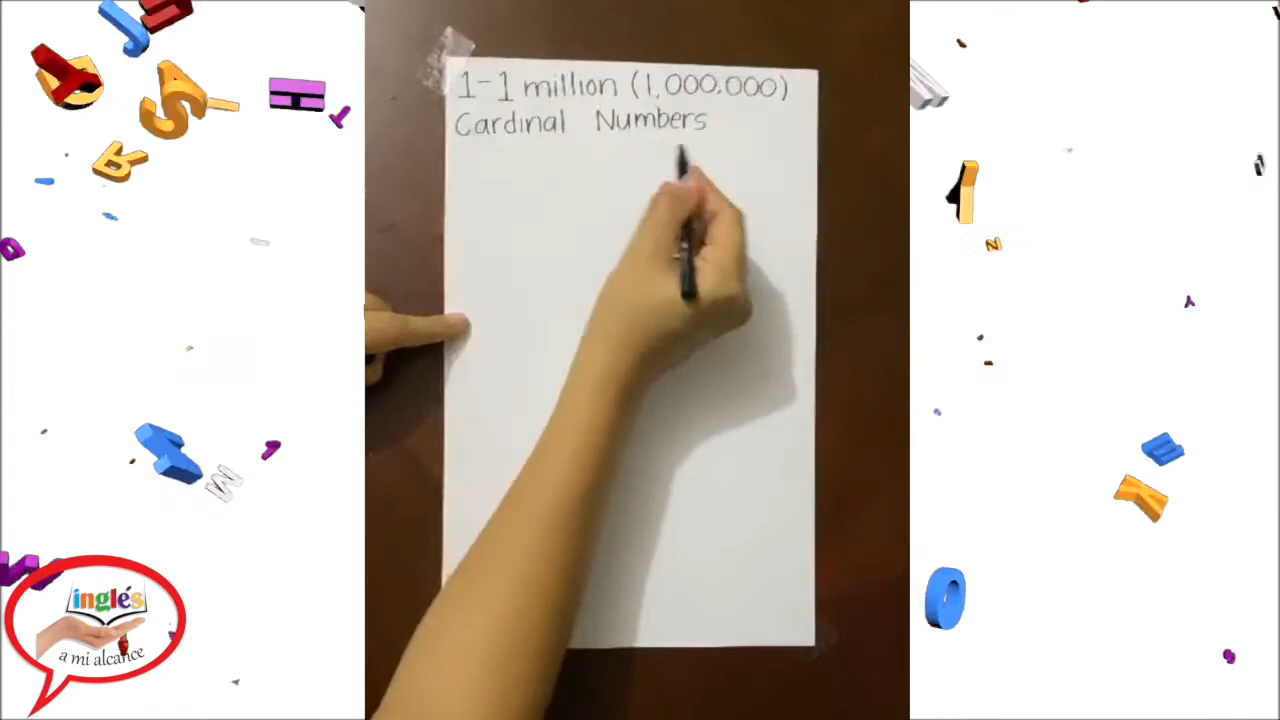 1-1 million (1,000.000)
Cardinal Numbers
inglés
a mi alcance